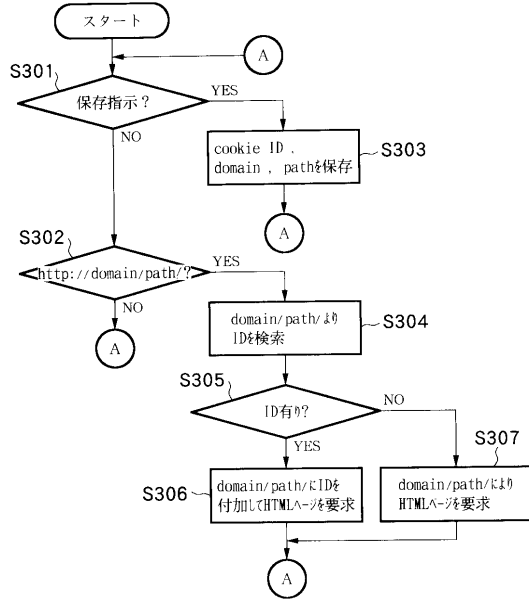 スタート
A
S301
保存指示?
YES
NO
cookie ID ,
domain , pathを保存
S303
A
S302
http://domain/path/?
YES
NO
A
domain/path/より
IDを検索
S304
S305
ID有り?
NO
YES
S307
S306
domain/path/にIDを
付加してHTMLページを要求
domain/path/により
HTMLページを要求
A